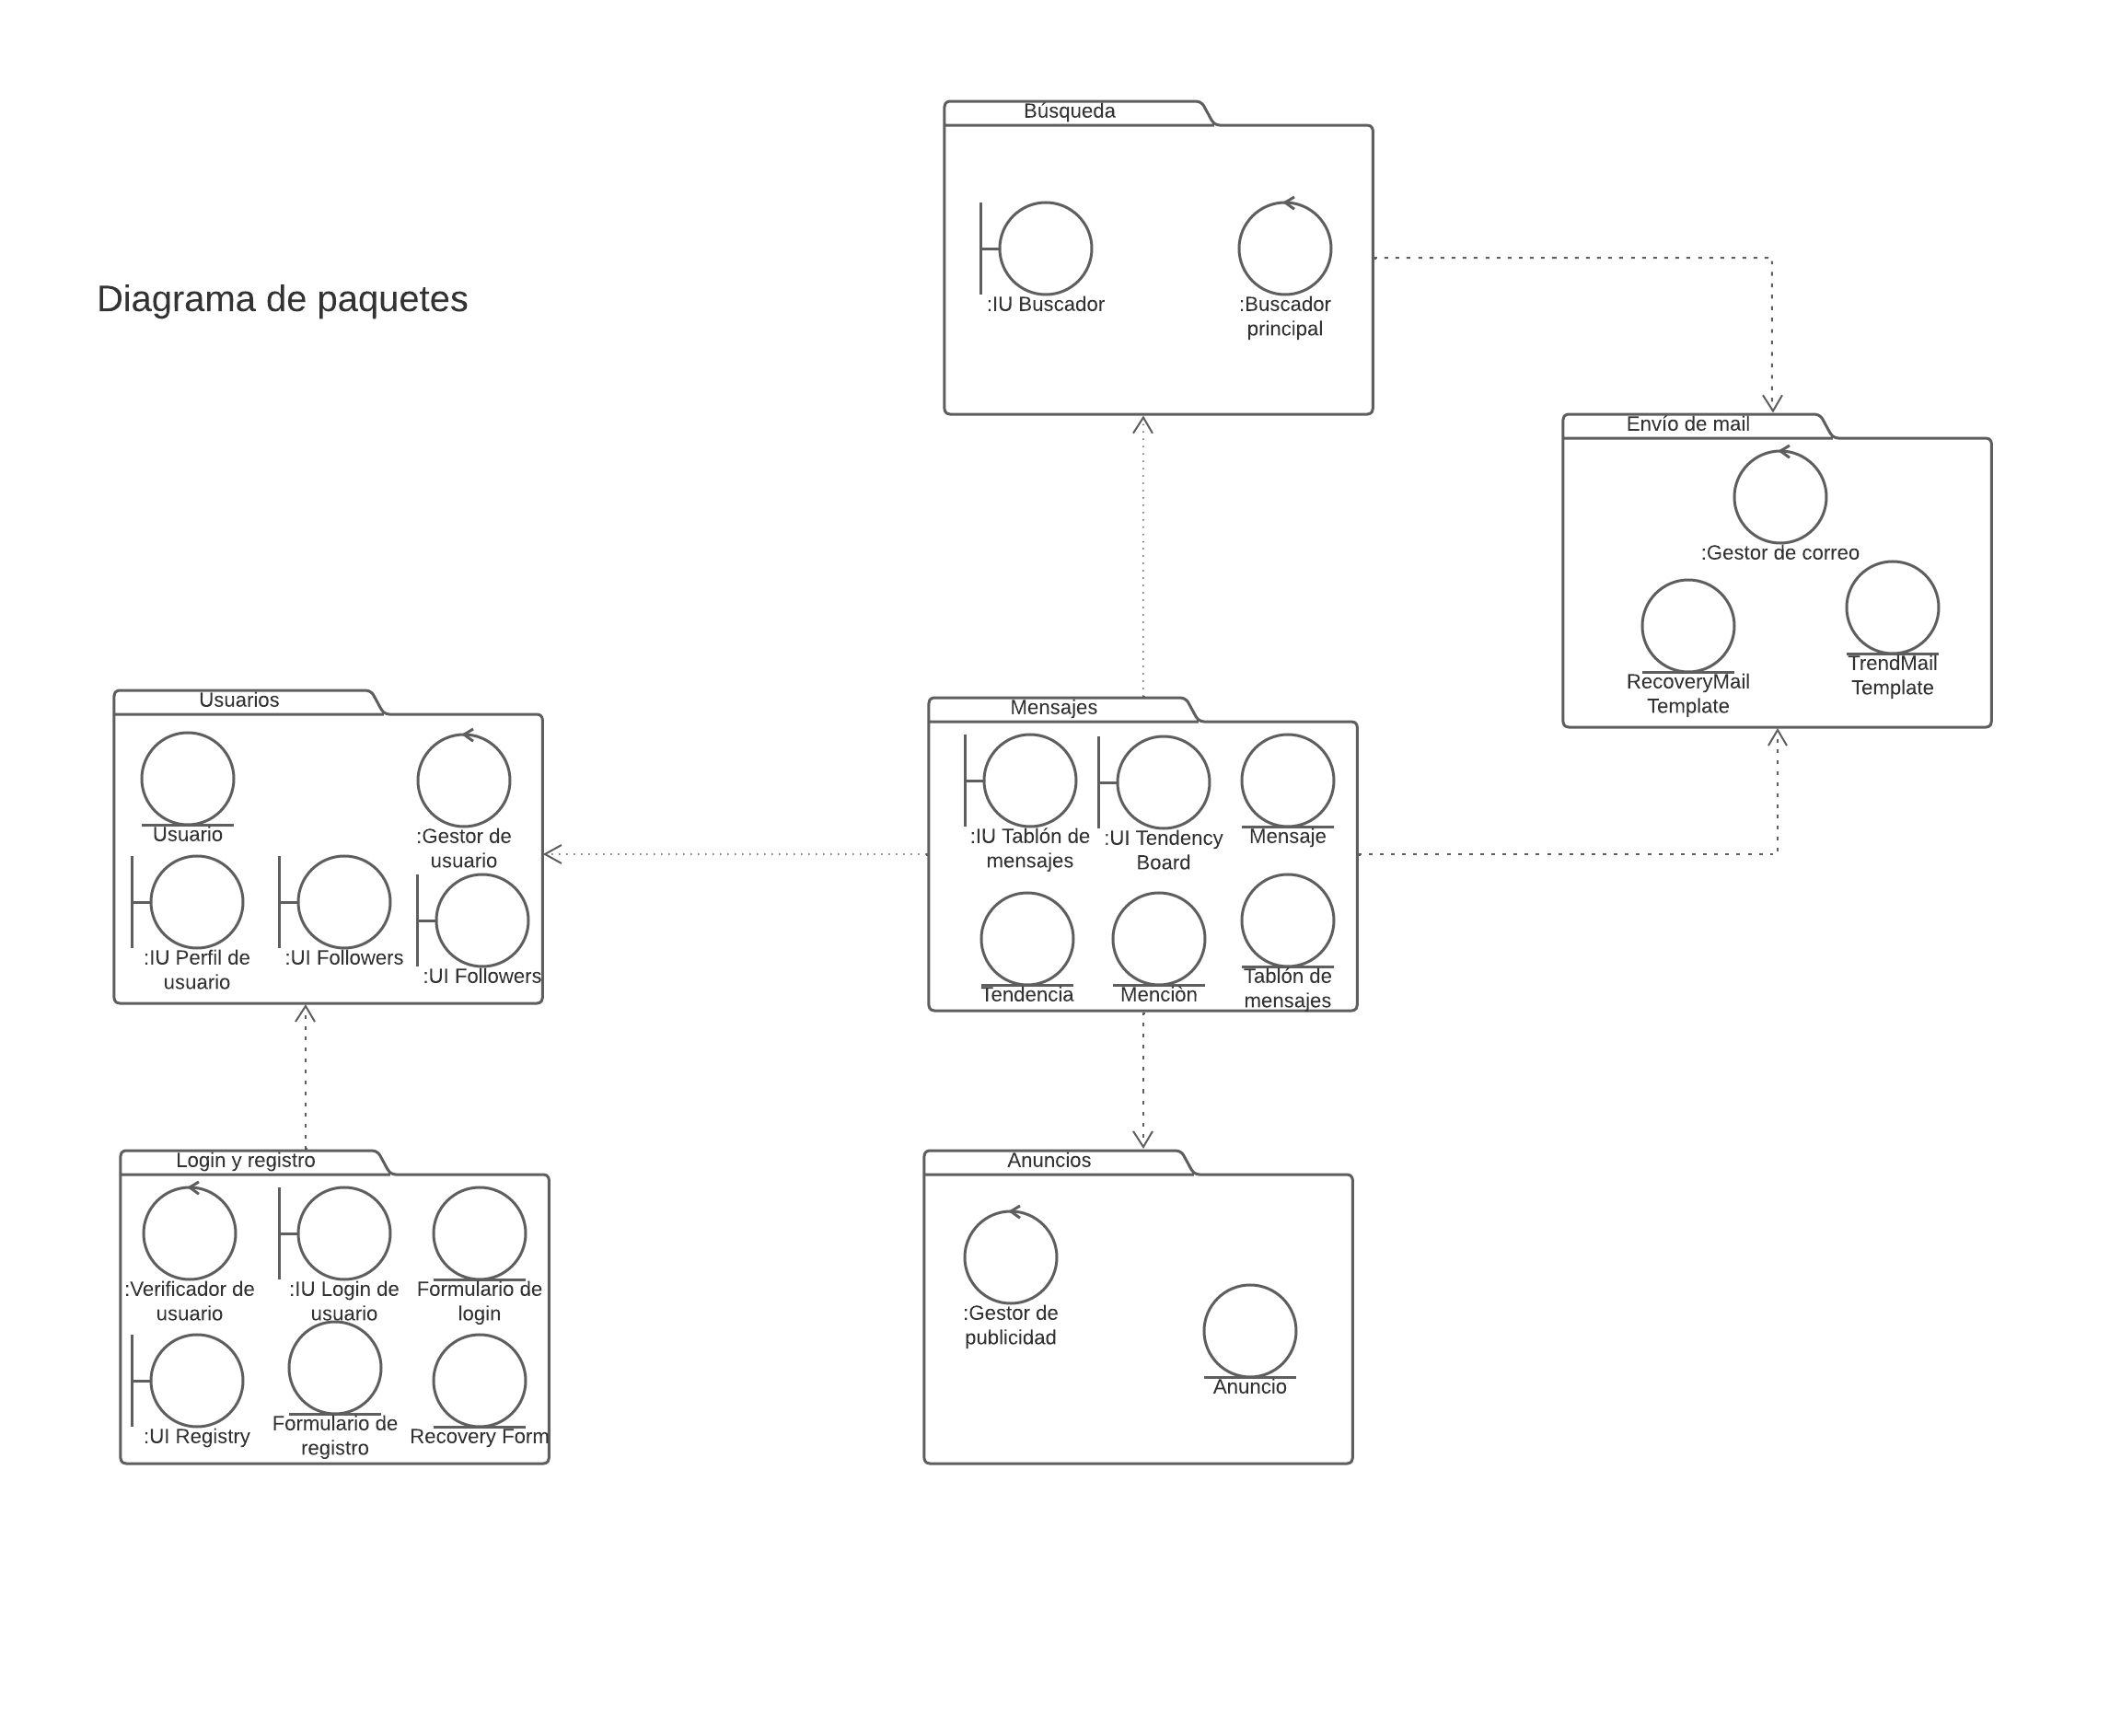 Diagrama de paquetes
Búsqueda
:IU Buscador
:Buscador
principal
Envío de mail
:Gestor de correo
RecoveryMail
Template
TrendMail
Template
Usuarios
Usuario
:Gestor de
usuario
:IU Perfil de
usuario
:UI Followers
:UI Followers
Mensajes
:IU Tablón de
mensajes
:UI Tendency
Board
Mensaje
Tendencia
Menciòn
Tablón de
mensajes
Login y registro
:Verificador de
usuario
:IU Login de
usuario
Formulario de
login
:UI Registry
Formulario de
registro
Recovery Form
Anuncios
:Gestor de
publicidad
Anuncio